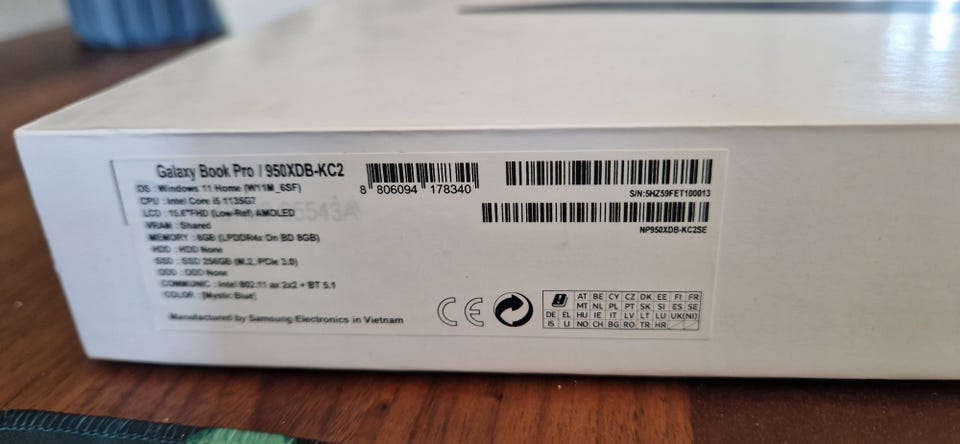 Galaxy Book Pro / 950XDB-KC2
OS : Windows 11 Home (W11M_6SF)
CPU : Intel Core i5 1135G7
LCD : 15.6"FHD (Low-Ref) AMOLED
VRAM : Shared
MEMORY : 8GB (LPDDR4x On BD 8GB)
HDD : HDD None
SSD : SSD 256GB (M.2, PCIe 3.0)
ODD : ODD None
COMMUNIC : Intel 802.11 ax 2x2 + BT 5.1
COLOR : [Mystic Blue]
Manufactured by Samsung Electronics in Vietnam
8 806094 178340
S/N:5HZ59FET100013
NP950XDB-KC2SE
CE
AT BE CY CZ DK EE FI FR
MT NL PL PT SK SI ES SE
DE EL HU IE IT LV LT LU UK(NI)
IS LI NO CH BG RO TR HR